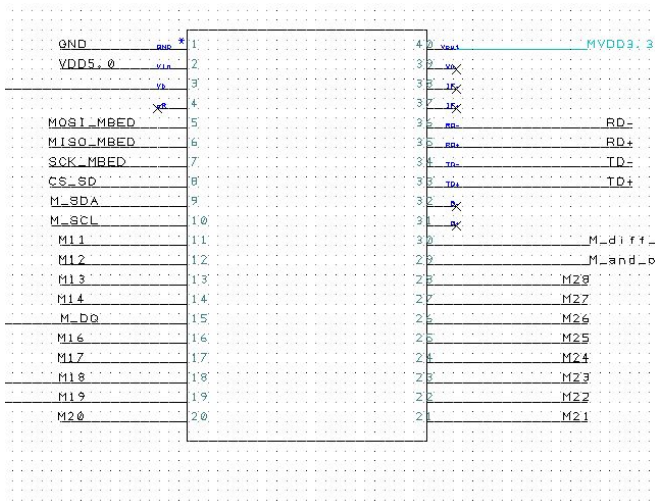 GND GND * 1 40 Vout MVDD3.3
VDD5.0 Vin 2 39 Vu
Vb 3 38 IF-
nR 4 37 IF+
MOSI_MBED 5 36 RD- RD-
MISO_MBED 6 35 RD+ RD+
SCK_MBED 7 34 TD- TD-
CS_SD 8 33 TD+ TD+
M_SDA 9 32
M_SCL 10 31
M11 11 30 M_diff_
M12 12 29 M_and_o
M13 13 28 M28
M14 14 27 M27
M_DQ 15 26 M26
M16 16 25 M25
M17 17 24 M24
M18 18 23 M23
M19 19 22 M22
M20 20 21 M21